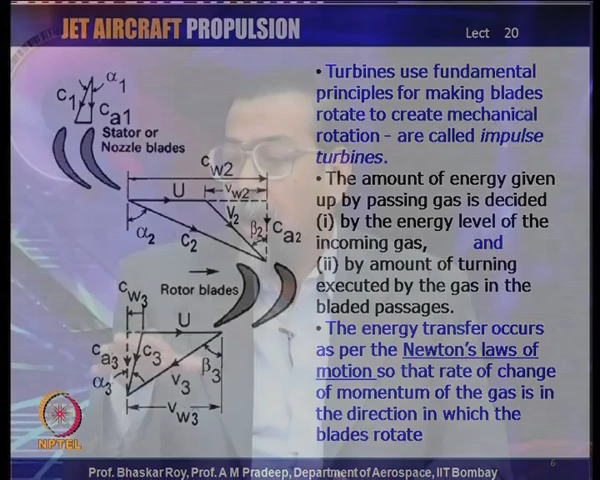 JET AIRCRAFT PROPULSION
Lect 20
α1
C1
Ca1
Stator or
Nozzle blades
Cw2
U
Vw2
V2
β2
Ca2
α2
C2
Rotor blades
Cw3
U
Ca3
C3
β3
α3
V3
Vw3
• Turbines use fundamental
principles for making blades
rotate to create mechanical
rotation - are called impulse
turbines.
• The amount of energy given
up by passing gas is decided
(i) by the energy level of the
incoming gas, and
(ii) by amount of turning
executed by the gas in the
bladed passages.
• The energy transfer occurs
as per the Newton's laws of
motion so that rate of change
of momentum of the gas is in
the direction in which the
blades rotate
NPTEL
6
Prof. Bhaskar Roy, Prof. A M Pradeep, Department of Aerospace, IIT Bombay